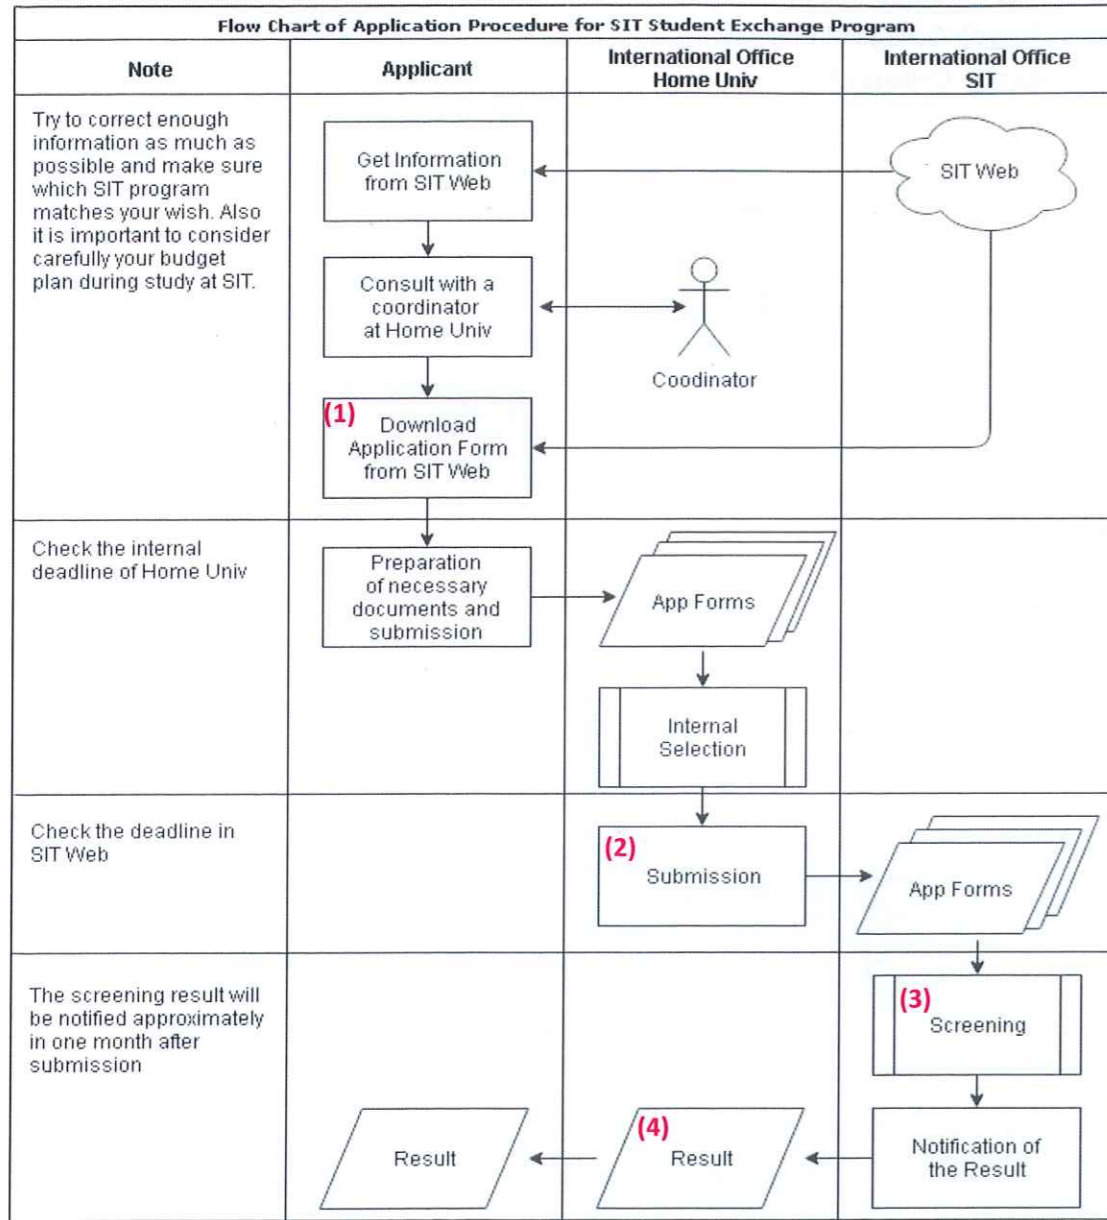 Flow Chart of Application Procedure for SIT Student Exchange Program
Note
Applicant
International Office
Home Univ
International Office
SIT
Try to correct enough
information as much as
possible and make sure
which SIT program
matches your wish. Also
it is important to consider
carefully your budget
plan during study at SIT.
Get Information
from SIT Web
SIT Web
Consult with a
coordinator
at Home Univ
Coodinator
(1)
Download
Application Form
from SIT Web
Check the internal
deadline of Home Univ
Preparation
of necessary
documents and
submission
App Forms
Internal
Selection
Check the deadline in
SIT Web
(2)
Submission
App Forms
The screening result will
be notified approximately
in one month after
submission
(3)
Screening
Result
(4)
Result
Notification of
the Result